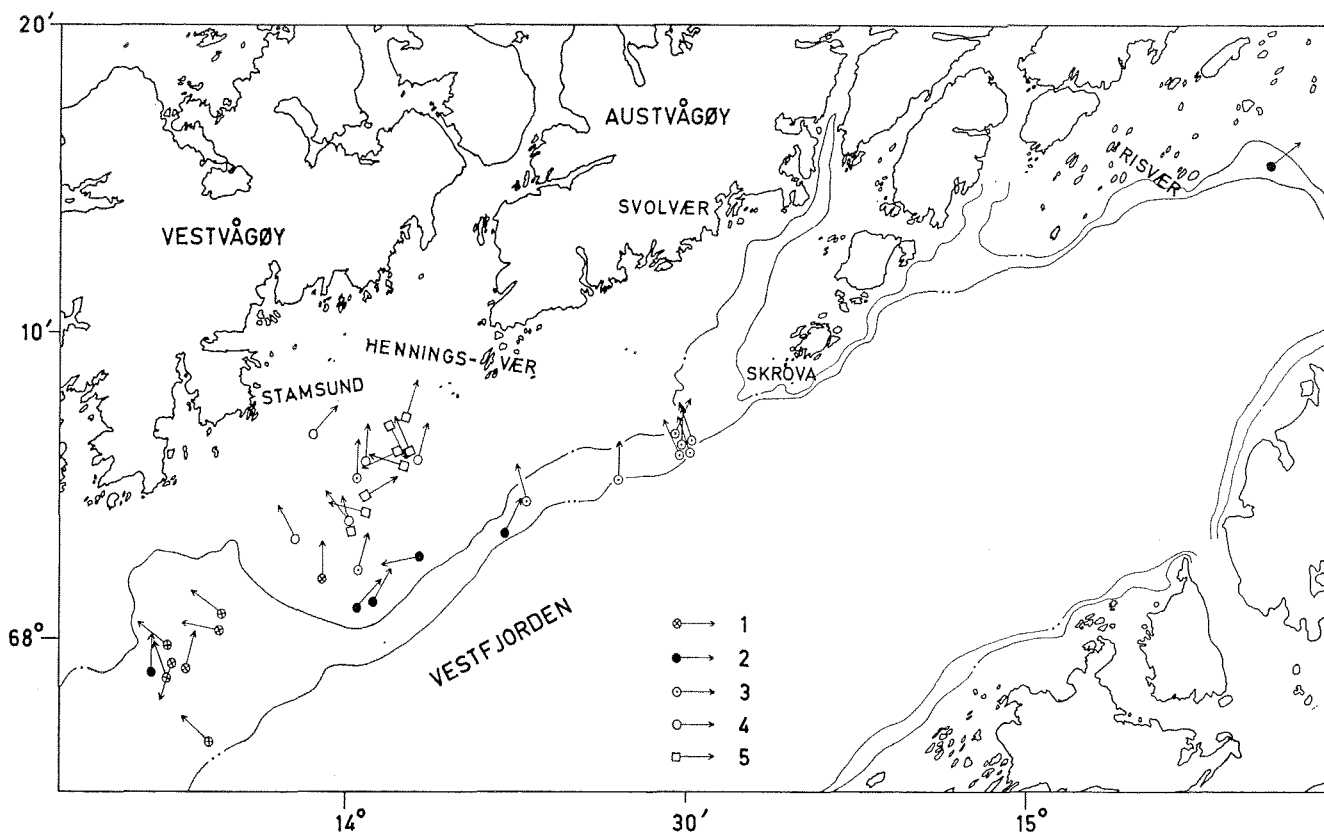 20'
AUSTVÅGØY
RISVÆR
SVOLVÆR
VESTVÅGØY
10'
HENNINGS-VÆR
STAMSUND
SKROVA
68°
VESTFJORDEN
1
2
3
4
5
14°
30'
15°